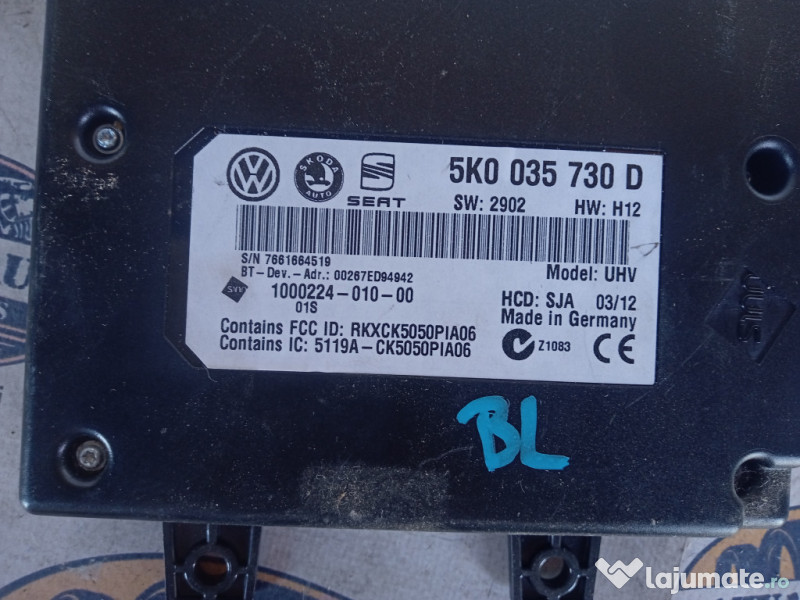 5K0 035 730 D
ŠKODA
AUTO
SEAT
SW: 2902 HW: H12
S/N 7661664519
BT-Dev.-Adr.: 00267ED94942
Model: UHV
1000224-010-00
01S
HCD: SJA 03/12
Made in Germany
Contains FCC ID: RKXCK5050PIA06
Contains IC: 5119A-CK5050PIA06
Z1083
CE
BL
lajumate.ro